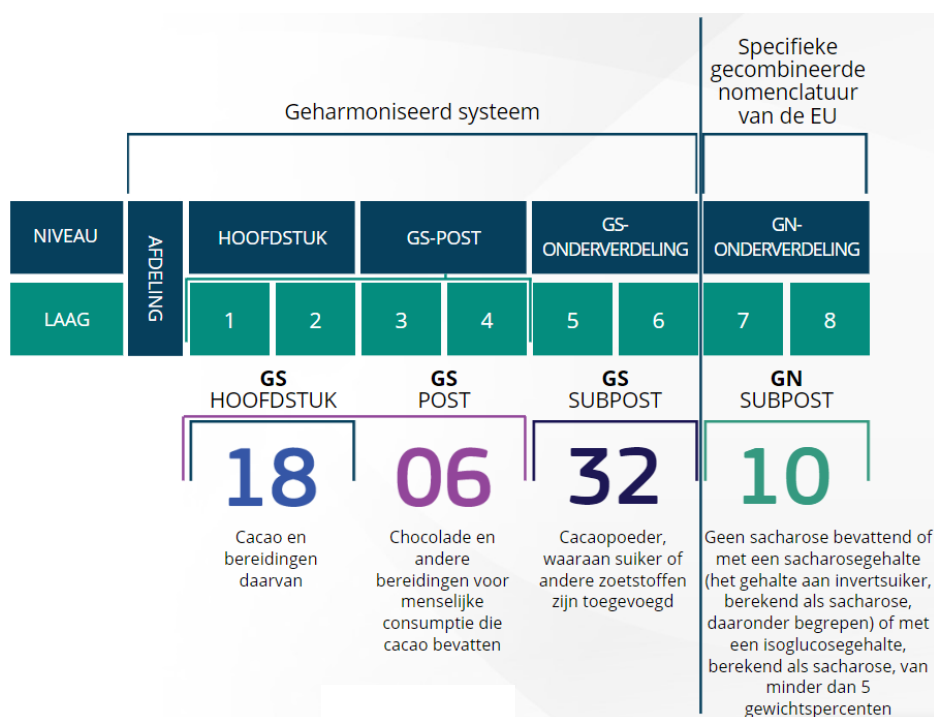 Specifieke
gecombineerde
nomenclatuur
van de EU
Geharmoniseerd systeem
NIVEAU
AFDELING
HOOFDSTUK
GS-POST
GS-
ONDERVERDELING
GN-
ONDERVERDELING
LAAG
1
2
3
4
5
6
7
8
GS
HOOFDSTUK
GS
POST
GS
SUBPOST
GN
SUBPOST
18
06
32
10
Cacao en
bereidingen
daarvan
Chocolade en
andere
bereidingen voor
menselijke
consumptie die
cacao bevatten
Cacaopoeder,
waaraan suiker of
andere zoetstoffen
zijn toegevoegd
Geen sacharose bevattend of
met een sacharosegehalte
(het gehalte aan invertsuiker,
berekend als sacharose,
daaronder begrepen) of met
een isoglucosegehalte,
berekend als sacharose, van
minder dan 5
gewichtspercenten